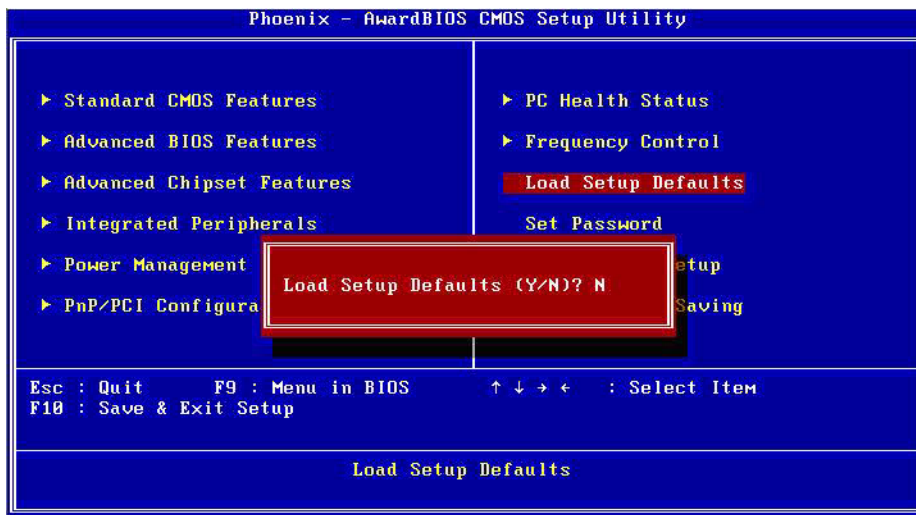 Phoenix - AwardBIOS CMOS Setup Utility
Standard CMOS Features
Advanced BIOS Features
Advanced Chipset Features
Integrated Peripherals
Power Management
PnP/PCI Configura
PC Health Status
Frequency Control
Load Setup Defaults
Set Password
etup
Saving
Load Setup Defaults (Y/N)? N
Esc : Quit F9 : Menu in BIOS ↑ ↓ → ← : Select Item
F10 : Save & Exit Setup
Load Setup Defaults